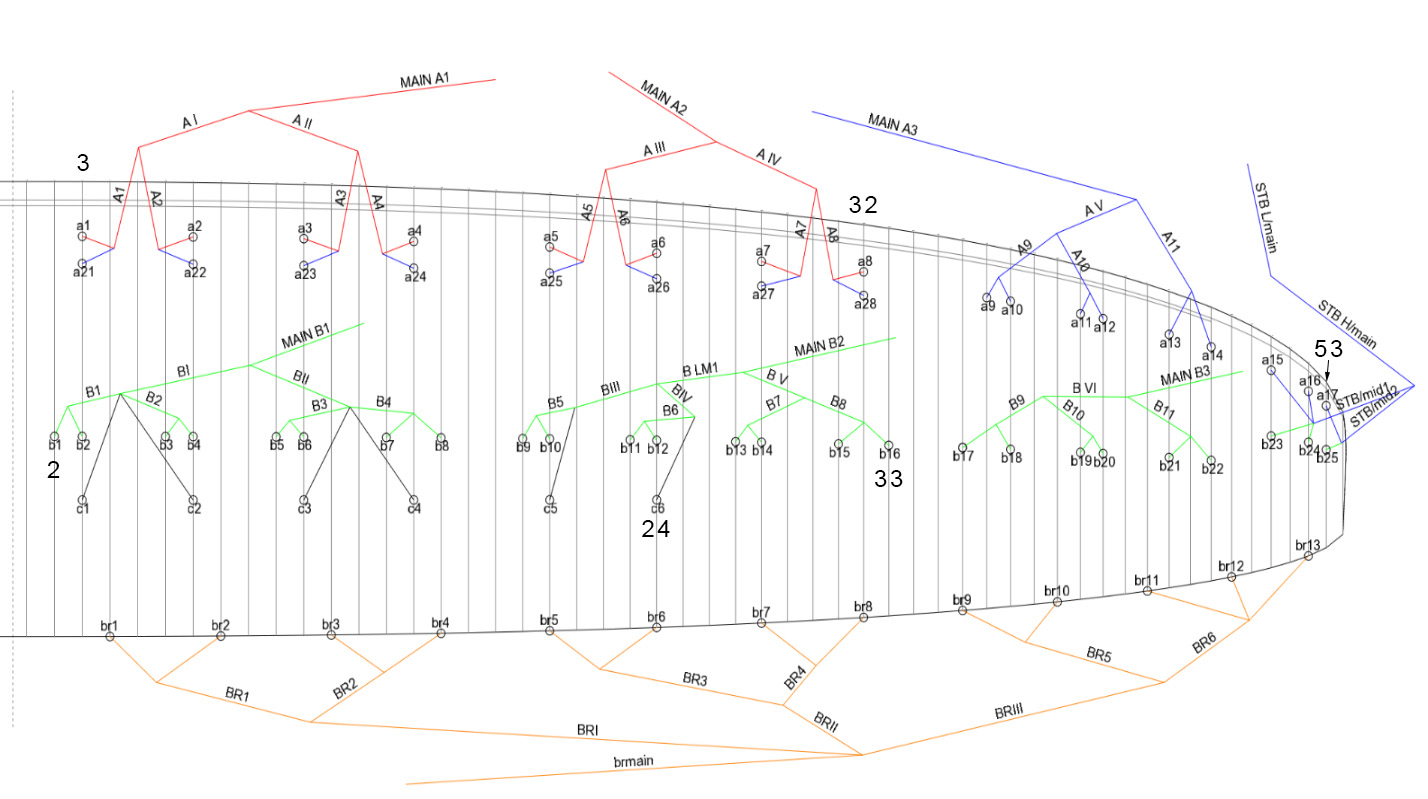 MAIN A1
MAIN A2
MAIN A3
A I
A II
A III
A IV
A V
3
32
A1
A2
A3
A4
A5
A6
A7
A8
A9
A10
A11
STB L/main
STB H/main
a1
a2
a3
a4
a5
a6
a7
a8
a21
a22
a23
a24
a25
a26
a27
a28
a9
a10
a11
a12
a13
a14
53
a15
a16
a17
STB/mid1
STB/mid2
MAIN B1
MAIN B2
MAIN B3
BI
BII
BIII
B LM1
BIV
B V
B VI
B1
B2
B3
B4
B5
B6
B7
B8
B9
B10
B11
b1
b2
b3
b4
b5
b6
b7
b8
b9
b10
b11
b12
b13
b14
b15
b16
b17
b18
b19
b20
b21
b22
b23
b24
b25
2
33
c1
c2
c3
c4
c5
c6
24
br1
br2
br3
br4
br5
br6
br7
br8
br9
br10
br11
br12
br13
BR1
BR2
BR3
BR4
BR5
BR6
BRI
BRII
BRIII
brmain